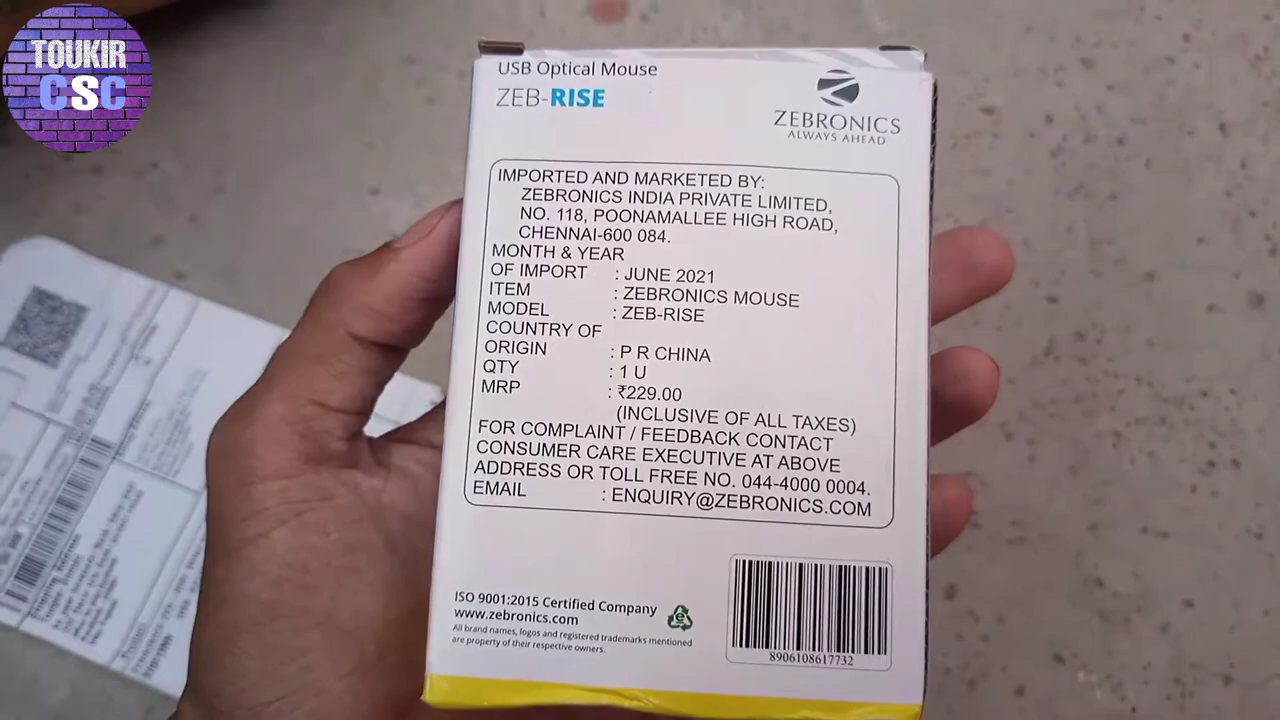 TOUKIR
CSC
USB Optical Mouse
ZEB-RISE
ZEBRONICS
ALWAYS AHEAD
IMPORTED AND MARKETED BY:
ZEBRONICS INDIA PRIVATE LIMITED,
NO. 118, POONAMALLEE HIGH ROAD,
CHENNAI-600 084.
MONTH & YEAR
OF IMPORT : JUNE 2021
ITEM : ZEBRONICS MOUSE
MODEL : ZEB-RISE
COUNTRY OF
ORIGIN : P R CHINA
QTY : 1 U
MRP : ₹229.00
(INCLUSIVE OF ALL TAXES)
FOR COMPLAINT / FEEDBACK CONTACT
CONSUMER CARE EXECUTIVE AT ABOVE
ADDRESS OR TOLL FREE NO. 044-4000 0004.
EMAIL : ENQUIRY@ZEBRONICS.COM
ISO 9001:2015 Certified Company
www.zebronics.com
All brand names, logos and registered trademarks mentioned
are property of their respective owners.
8906108617732